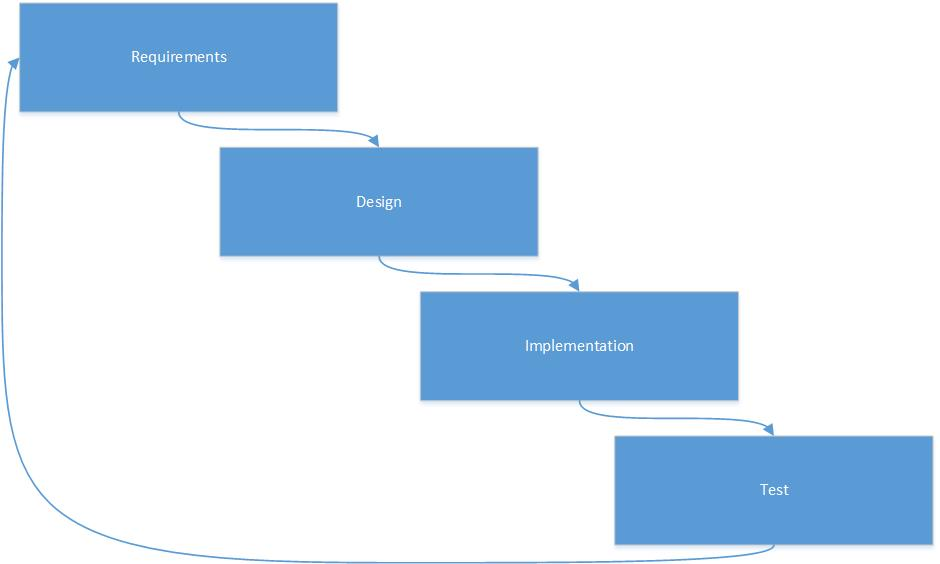 Requirements
Design
Implementation
Test